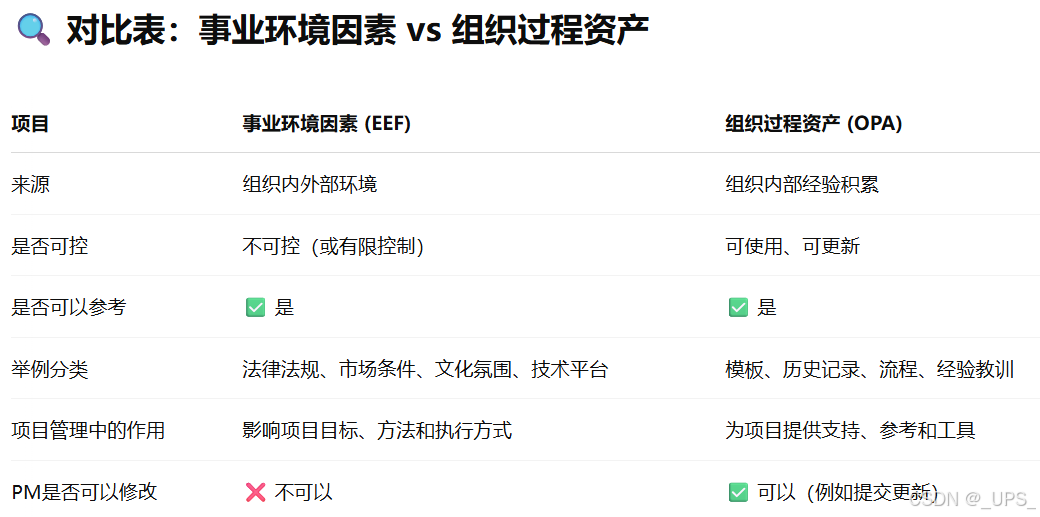 对比表：事业环境因素 vs 组织过程资产
项目 事业环境因素 (EEF) 组织过程资产 (OPA)
来源 组织内外部环境 组织内部经验积累
是否可控 不可控（或有限控制） 可使用、可更新
是否可以参考 是 是
举例分类 法律法规、市场条件、文化氛围、技术平台 模板、历史记录、流程、经验教训
项目管理中的作用 影响项目目标、方法和执行方式 为项目提供支持、参考和工具
PM是否可以修改 不可以 可以（例如提交更新）
CSDN @_UPS_